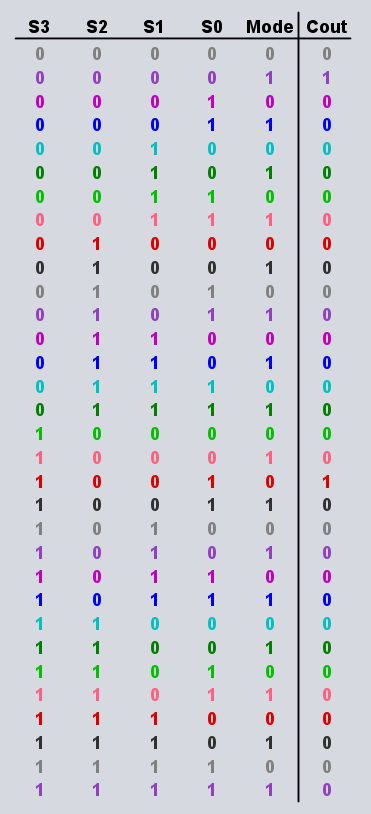 S3 S2 S1 S0 Mode Cout
0 0 0 0 0 0
0 0 0 0 1 1
0 0 0 1 0 0
0 0 0 1 1 0
0 0 1 0 0 0
0 0 1 0 1 0
0 0 1 1 0 0
0 0 1 1 1 0
0 1 0 0 0 0
0 1 0 0 1 0
0 1 0 1 0 0
0 1 0 1 1 0
0 1 1 0 0 0
0 1 1 0 1 0
0 1 1 1 0 0
0 1 1 1 1 0
1 0 0 0 0 0
1 0 0 0 1 0
1 0 0 1 0 1
1 0 0 1 1 0
1 0 1 0 0 0
1 0 1 0 1 0
1 0 1 1 0 0
1 0 1 1 1 0
1 1 0 0 0 0
1 1 0 0 1 0
1 1 0 1 0 0
1 1 0 1 1 0
1 1 1 0 0 0
1 1 1 0 1 0
1 1 1 1 0 0
1 1 1 1 1 0